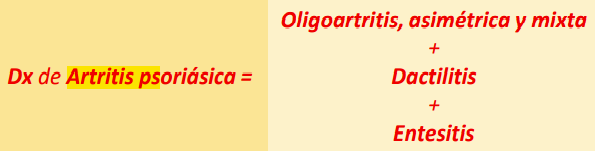 Dx de Artritis psoriásica =
Oligoartritis, asimétrica y mixta
+
Dactilitis
+
Entesitis